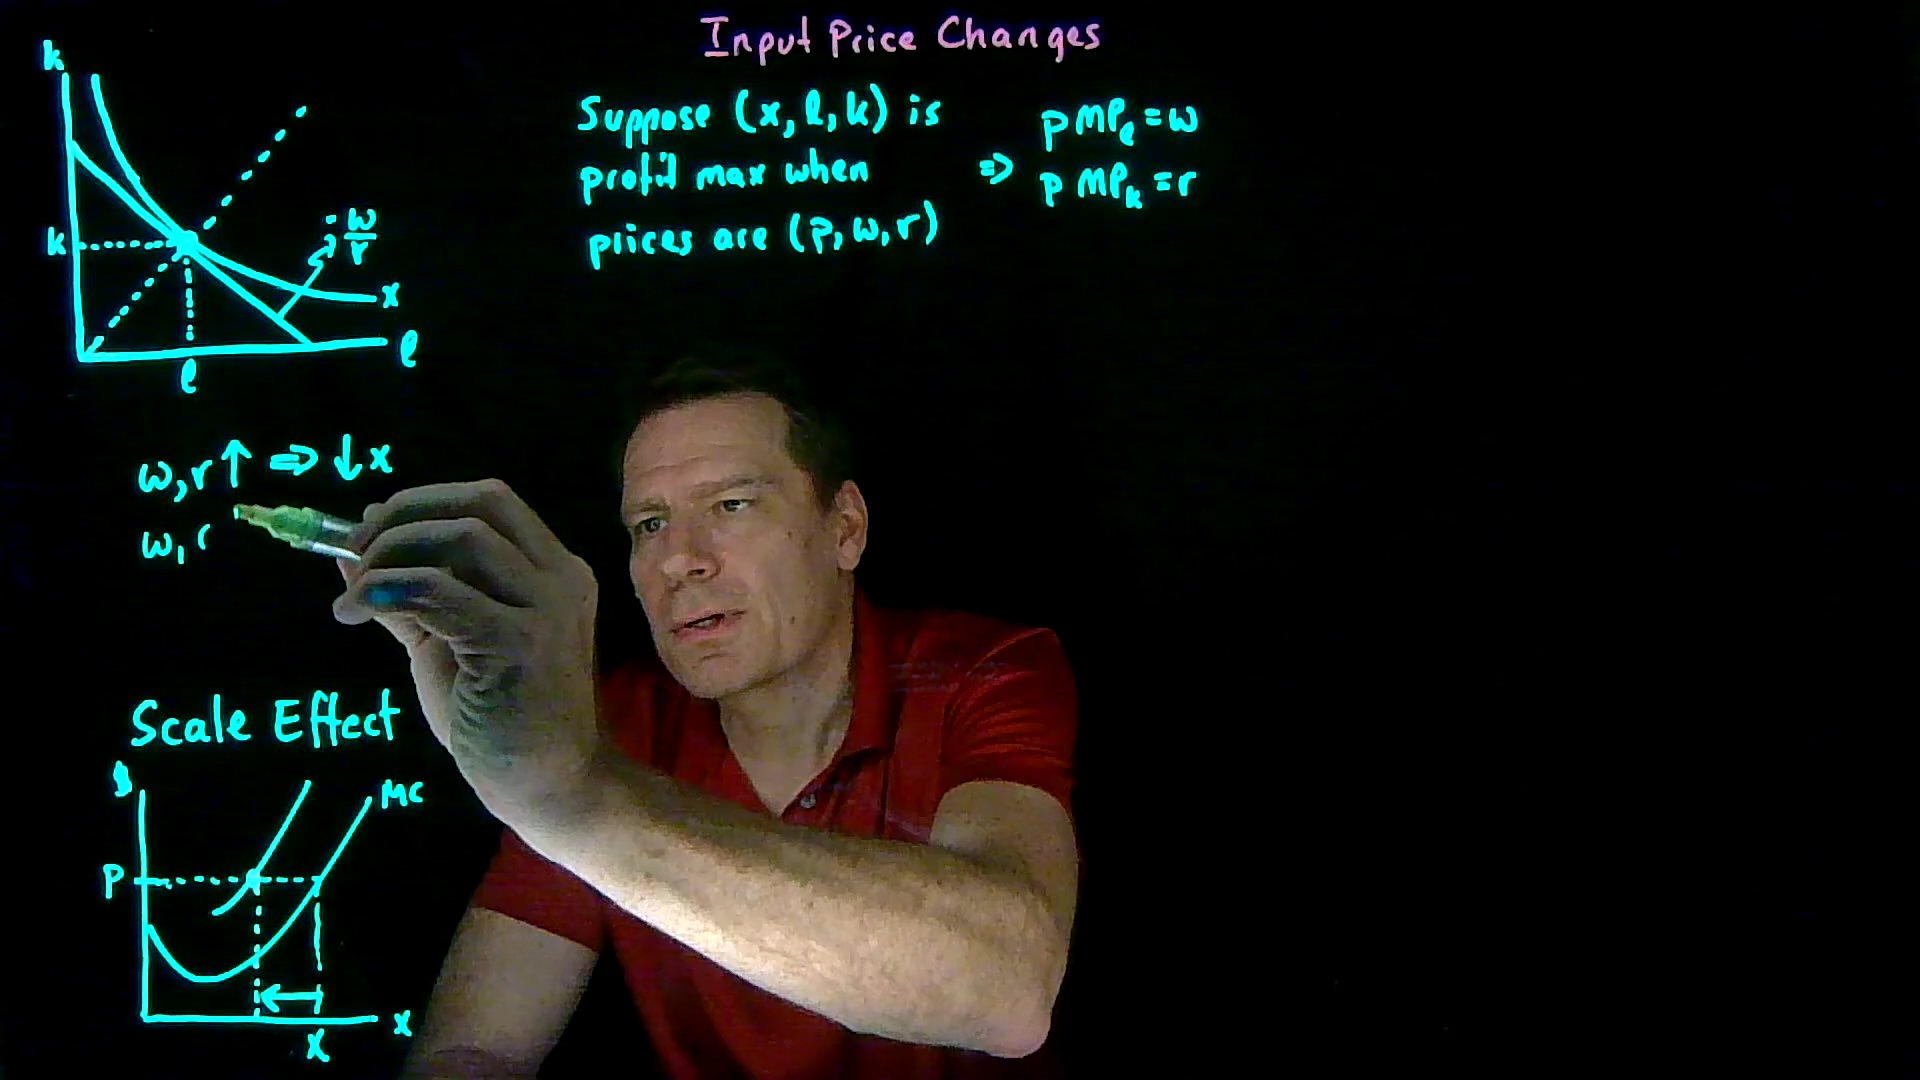 Input Price Changes
Suppose (x, l, k) is
profit max when
prices are (p, w, r)
⇒
p MPl = w
p MPk = r
k
k
-w/r
x
l
l
w, r ↑ ⇒ ↓ x
w, r
Scale Effect
$
MC
P
x
x